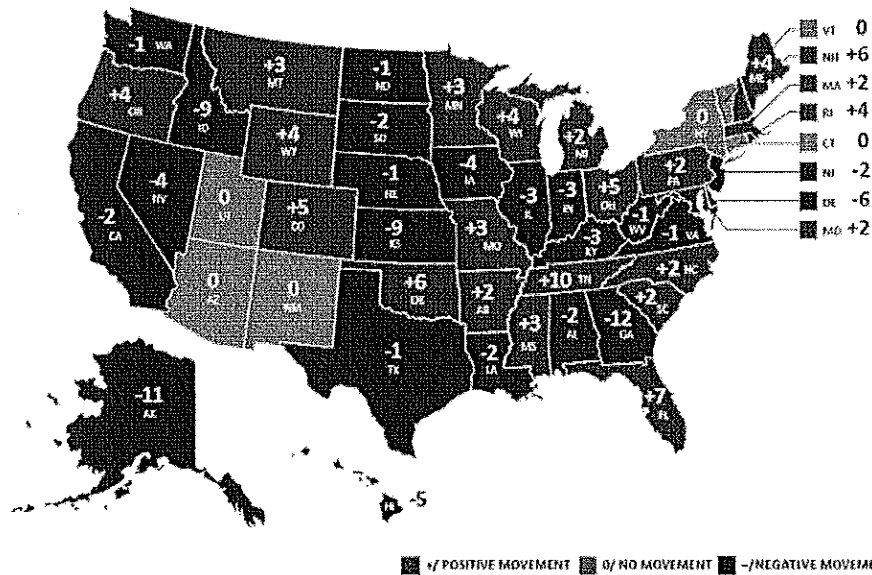 -1 WA
+3
MT
-1
ND
+3
MN
+4
OR
-9
ID
+4
WY
-2
SD
+4
WI
+2
MI
0
NY
+4
ME
VT 0
NH +6
MA +2
RI +4
CT 0
NJ -2
DE -6
MD +2
-2
CA
-4
NV
0
UT
+5
CO
-1
NE
-4
IA
-3
IL
-3
IN
+5
OH
+2
PA
-1
WV
-1 VA
-9
KS
+3
MO
-3
KY
+2 NC
+10 TN
0
AZ
0
NM
+6
OK
+2
AR
+2
SC
-1
TX
-2
LA
+3
MS
-2
AL
-12
GA
+7
FL
-11
AK
HI -5
+/ POSITIVE MOVEMENT 0/ NO MOVEMENT -/NEGATIVE MOVEME